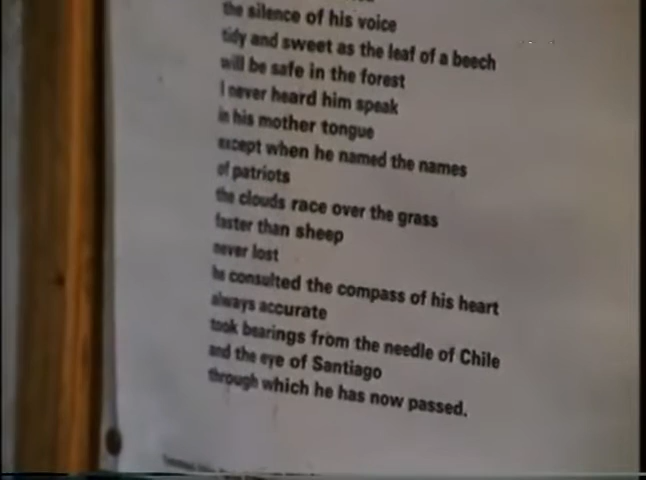 the silence of his voice
tidy and sweet as the leaf of a beech
will be safe in the forest
I never heard him speak
in his mother tongue
except when he named the names
of patriots
the clouds race over the grass
faster than sheep
never lost
he consulted the compass of his heart
always accurate
took bearings from the needle of Chile
and the eye of Santiago
through which he has now passed.